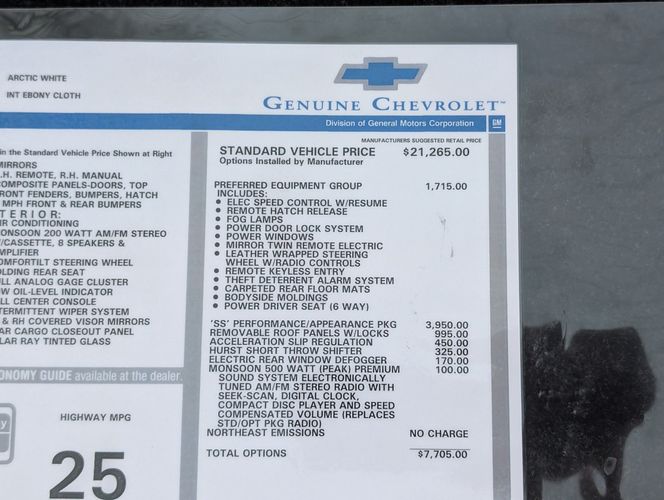 ARCTIC WHITE
INT EBONY CLOTH
GENUINE CHEVROLET™
Division of General Motors Corporation
GM
in the Standard Vehicle Price Shown at Right
MIRRORS
.H. REMOTE, R.H. MANUAL
OMPOSITE PANELS-DOORS, TOP
RONT FENDERS, BUMPERS, HATCH
MPH FRONT & REAR BUMPERS
TERIOR:
IR CONDITIONING
ONSOON 200 WATT AM/FM STEREO
/CASSETTE, 8 SPEAKERS &
MPLIFIER
OMFORTILT STEERING WHEEL
OLDING REAR SEAT
LL ANALOG GAGE CLUSTER
OW OIL-LEVEL INDICATOR
LL CENTER CONSOLE
TERMITTENT WIPER SYSTEM
& RH COVERED VISOR MIRRORS
AR CARGO CLOSEOUT PANEL
LAR RAY TINTED GLASS
ONOMY GUIDE available at the dealer.
HIGHWAY MPG
25
MANUFACTURERS SUGGESTED RETAIL PRICE
STANDARD VEHICLE PRICE $21,265.00
Options Installed by Manufacturer
PREFERRED EQUIPMENT GROUP 1,715.00
INCLUDES:
• ELEC SPEED CONTROL W/RESUME
• REMOTE HATCH RELEASE
• FOG LAMPS
• POWER DOOR LOCK SYSTEM
• POWER WINDOWS
• MIRROR TWIN REMOTE ELECTRIC
• LEATHER WRAPPED STEERING
WHEEL W/RADIO CONTROLS
• REMOTE KEYLESS ENTRY
• THEFT DETERRENT ALARM SYSTEM
• CARPETED REAR FLOOR MATS
• BODYSIDE MOLDINGS
• POWER DRIVER SEAT (6 WAY)
'SS' PERFORMANCE/APPEARANCE PKG 3,950.00
REMOVABLE ROOF PANELS W/LOCKS 995.00
ACCELERATION SLIP REGULATION 450.00
HURST SHORT THROW SHIFTER 325.00
ELECTRIC REAR WINDOW DEFOGGER 170.00
MONSOON 500 WATT (PEAK) PREMIUM 100.00
SOUND SYSTEM ELECTRONICALLY
TUNED AM/FM STEREO RADIO WITH
SEEK-SCAN, DIGITAL CLOCK,
COMPACT DISC PLAYER AND SPEED
COMPENSATED VOLUME (REPLACES
STD/OPT PKG RADIO)
NORTHEAST EMISSIONS NO CHARGE
TOTAL OPTIONS $7,705.00